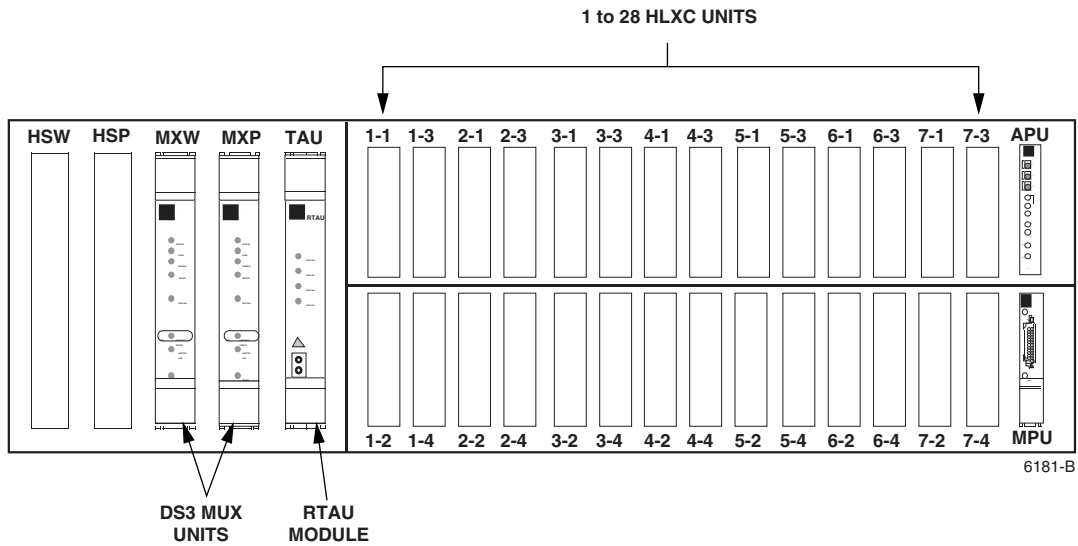 1 to 28 HLXC UNITS
HSW HSP MXW MXP TAU 1-1 1-3 2-1 2-3 3-1 3-3 4-1 4-3 5-1 5-3 6-1 6-3 7-1 7-3 APU
RTAU
1-2 1-4 2-2 2-4 3-2 3-4 4-2 4-4 5-2 5-4 6-2 6-4 7-2 7-4 MPU
6181-B
DS3 MUX
UNITS
RTAU
MODULE